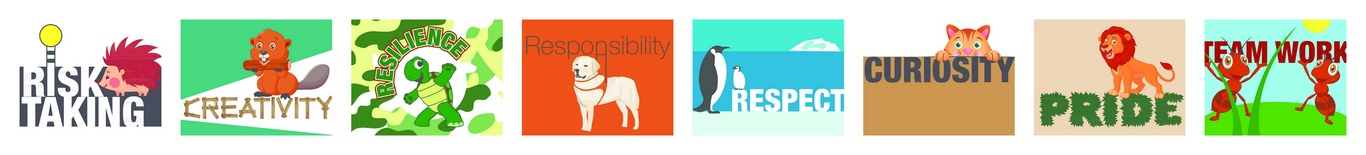 RISK
TAKING
CREATIVITY
RESILIENCE
Responsibility
RESPECT
CURIOSITY
PRIDE
TEAM WORK